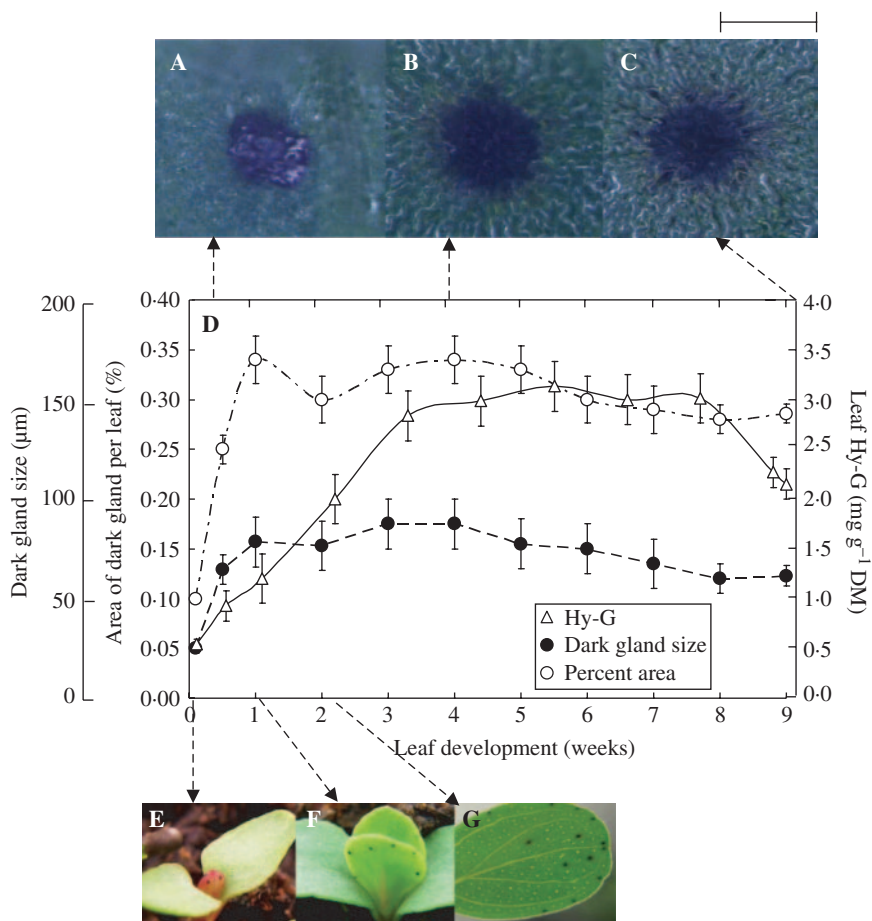 A
B
C
D
200
150
100
50
0
Dark gland size (µm)
0·40
0·35
0·30
0·25
0·20
0·15
0·10
0·05
0·00
Area of dark gland per leaf (%)
4·0
3·5
3·0
2·5
2·0
1·5
1·0
0·5
0·0
Leaf Hy-G (mg g⁻¹ DM)
Hy-G
Dark gland size
Percent area
0 1 2 3 4 5 6 7 8 9
Leaf development (weeks)
E
F
G